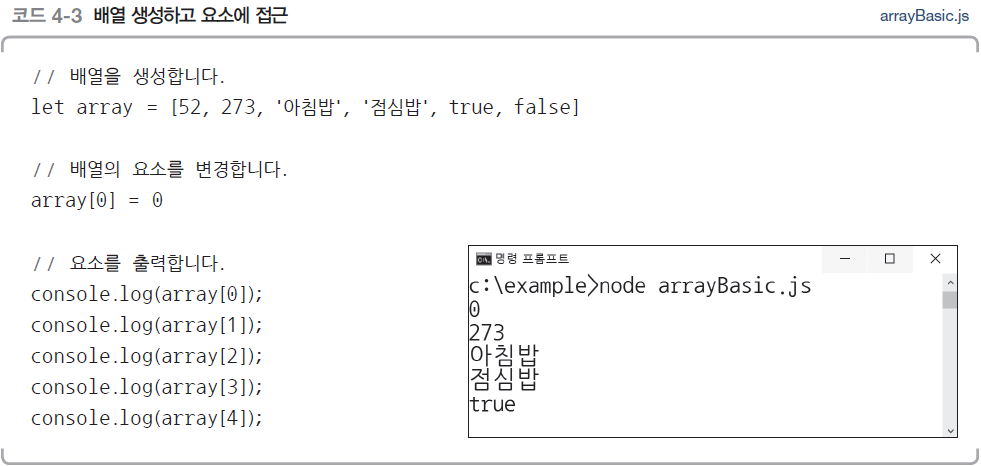 코드 4-3 배열 생성하고 요소에 접근
arrayBasic.js
// 배열을 생성합니다.
let array = [52, 273, '아침밥', '점심밥', true, false]
// 배열의 요소를 변경합니다.
array[0] = 0
// 요소를 출력합니다.
console.log(array[0]);
console.log(array[1]);
console.log(array[2]);
console.log(array[3]);
console.log(array[4]);
명령 프롬프트
c:\example>node arrayBasic.js
0
273
아침밥
점심밥
true